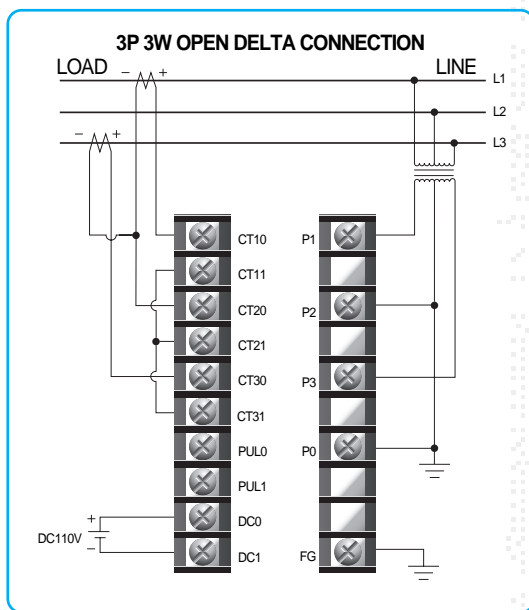 3P 3W OPEN DELTA CONNECTION
LOAD LINE
- + L1
L2
- + L3
CT10 P1
CT11
CT20 P2
CT21
CT30 P3
CT31
PUL0 P0
PUL1
+ DC0
DC110V
- DC1 FG